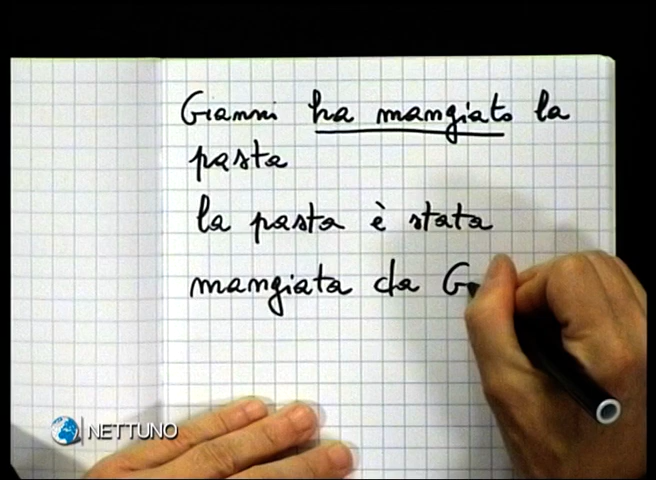 Gianni ha mangiato la
pasta
la pasta è stata
mangiata da G
NETTUNO